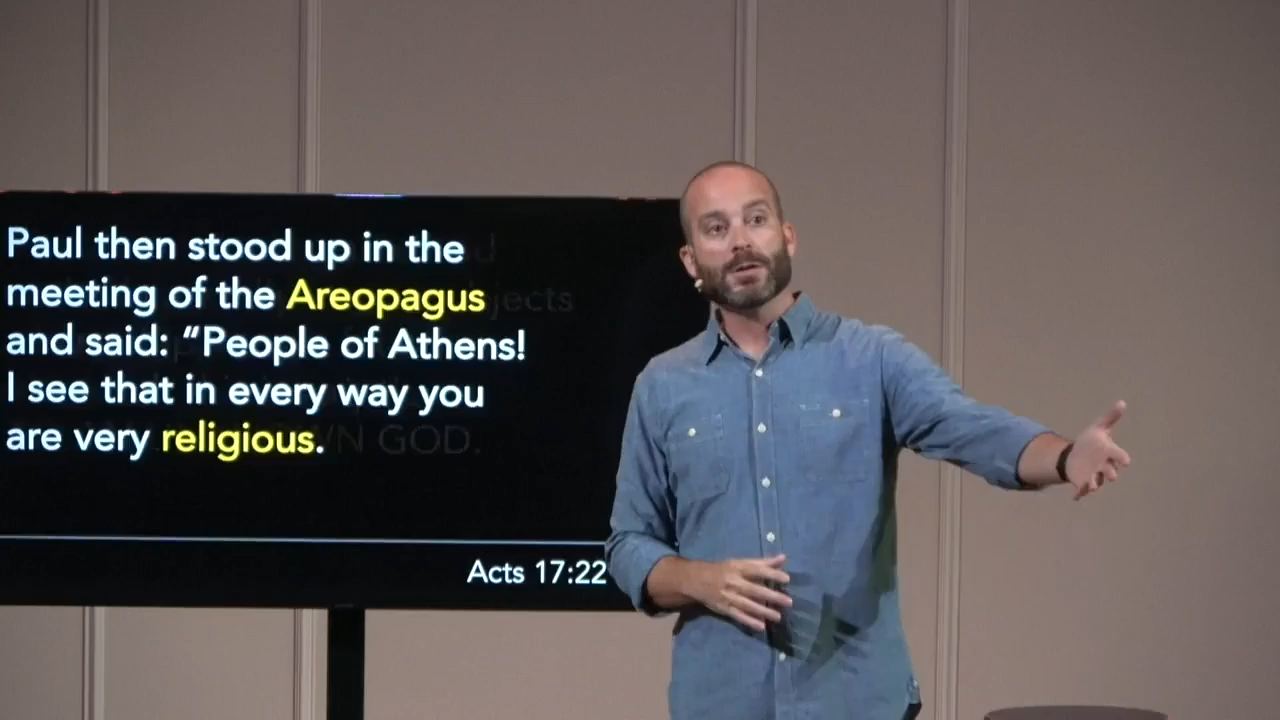 Paul then stood up in the
meeting of the Areopagus
and said: “People of Athens!
I see that in every way you
are very religious.
Acts 17:22